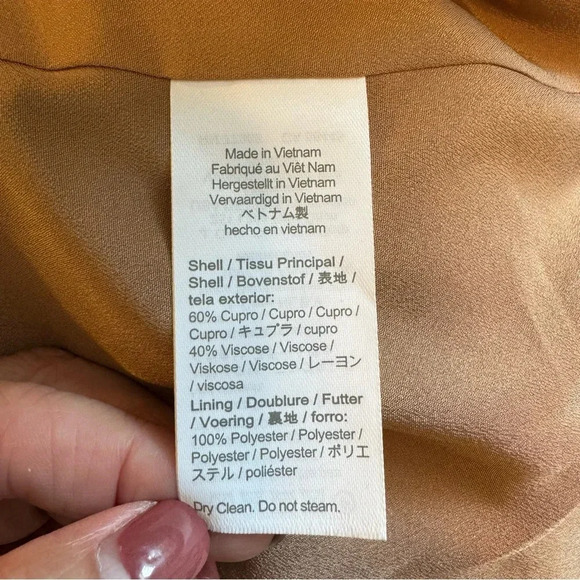 Made in Vietnam
Fabriqué au Viêt Nam
Hergestellt in Vietnam
Vervaardigd in Vietnam
ベトナム製
hecho en vietnam
Shell / Tissu Principal /
Shell / Bovenstof / 表地 /
tela exterior:
60% Cupro / Cupro / Cupro /
Cupro / キュプラ / cupro
40% Viscose / Viscose /
Viskose / Viscose / レーヨン
/ viscosa
Lining / Doublure / Futter
/ Voering / 裏地 / forro:
100% Polyester / Polyester /
Polyester / Polyester / ポリエ
ステル / poliéster
Dry Clean. Do not steam.